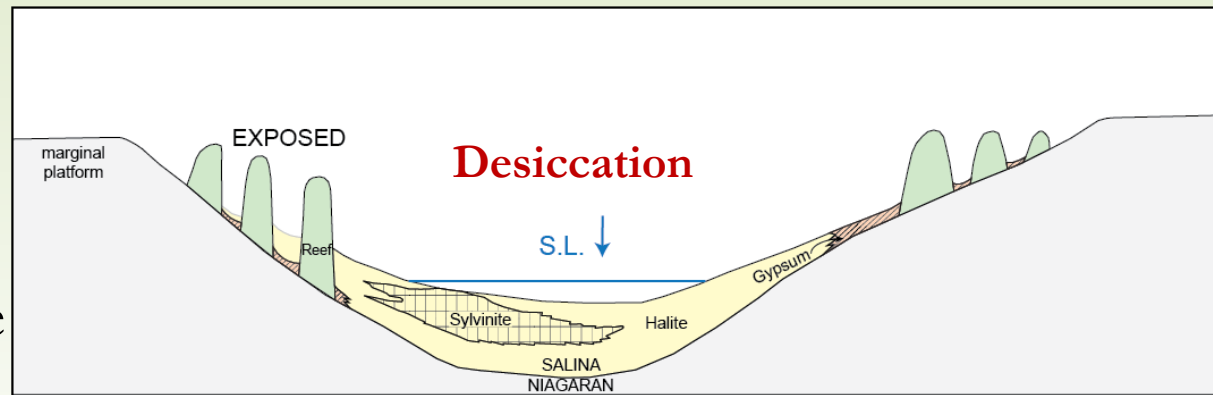 EXPOSED
marginal
platform
Desiccation
S.L.
Reef
Gypsum
Sylvinite
Halite
SALINA
NIAGARAN